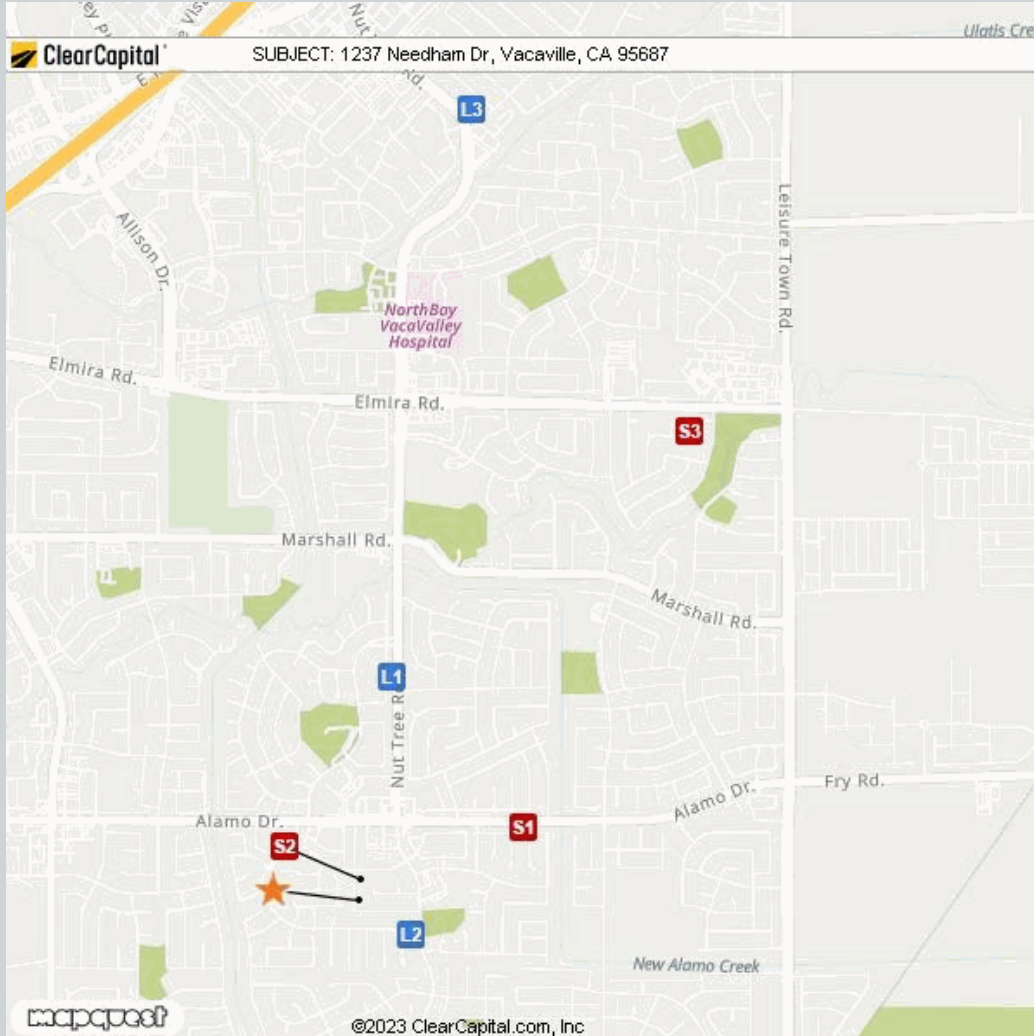 Ulatis Cre
ClearCapital
SUBJECT: 1237 Needham Dr, Vacaville, CA 95687
Nut
Rd.
L3
Allison Dr.
Leisure Town Rd.
NorthBay
VacaValley
Hospital
Elmira Rd.
Elmira Rd.
S3
Marshall Rd.
Marshall Rd.
L1
Nut Tree R
Fry Rd.
Alamo Dr.
Alamo Dr.
S1
S2
L2
New Alamo Creek
mapquest
©2023 ClearCapital.com, Inc